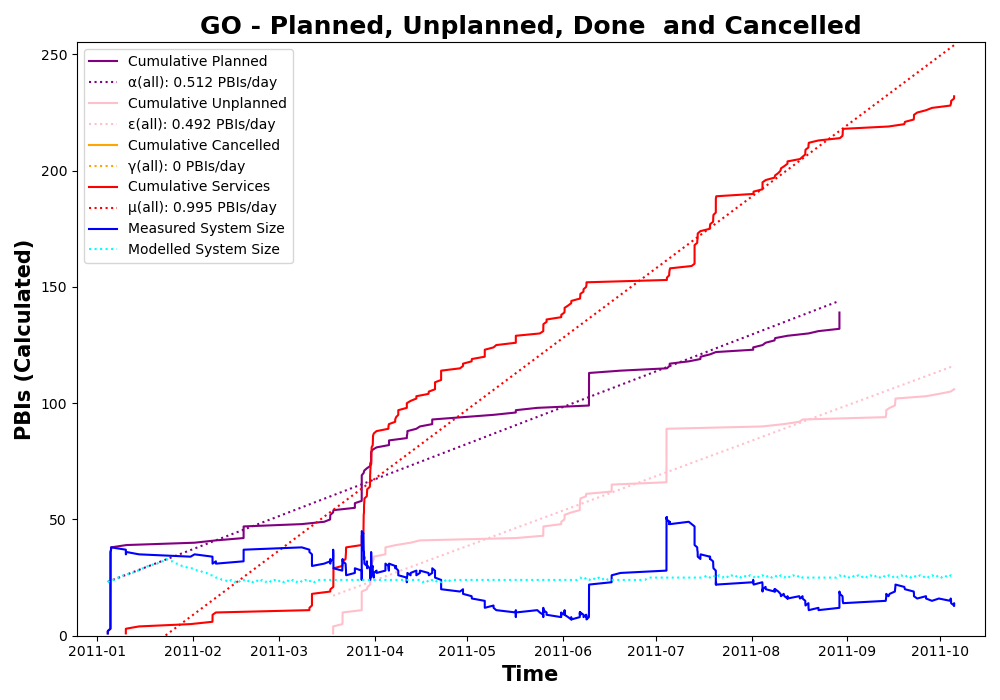 GO - Planned, Unplanned, Done  and Cancelled
Cumulative Planned
α(all): 0.512 PBIs/day
Cumulative Unplanned
ε(all): 0.492 PBIs/day
Cumulative Cancelled
γ(all): 0 PBIs/day
Cumulative Services
μ(all): 0.995 PBIs/day
Measured System Size
Modelled System Size
PBIs (Calculated)
250
200
150
100
50
0
2011-01 2011-02 2011-03 2011-04 2011-05 2011-06 2011-07 2011-08 2011-09 2011-10
Time